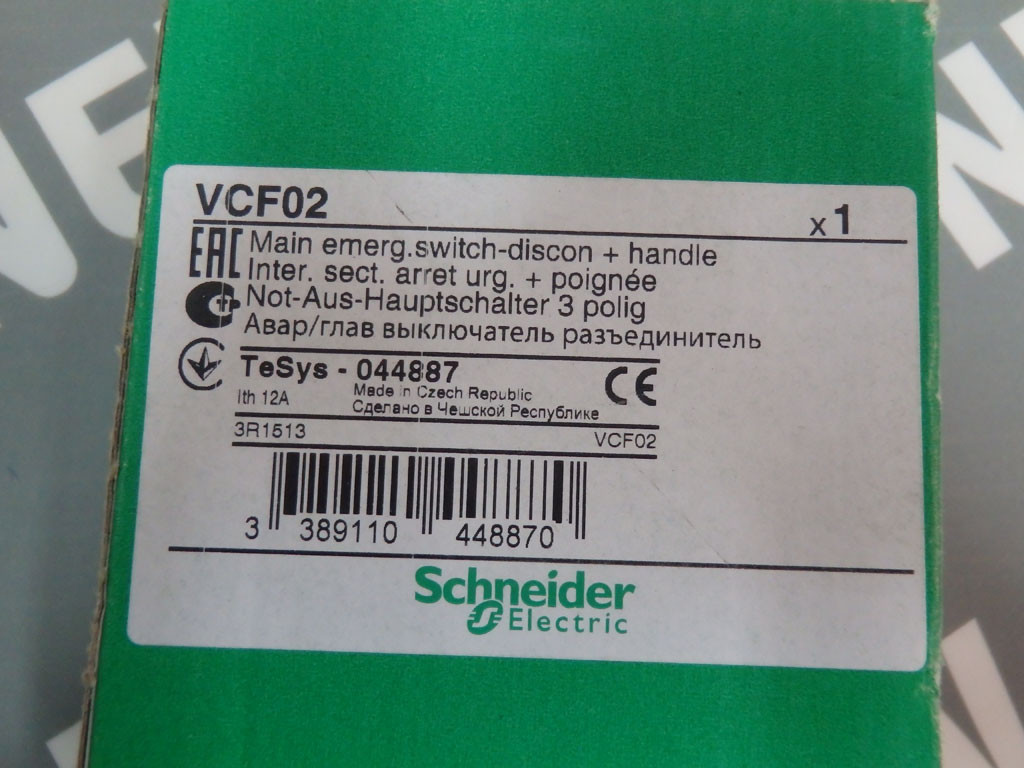 VCF02
x 1
EAC Main emerg.switch-discon + handle
Inter. sect. arret urg. + poignée
Not-Aus-Hauptschalter 3 polig
Авар/глав выключатель разъединитель
TeSys - 044887
CE
Ith 12A
Made in Czech Republic
Сделано в Чешской Республике
3R1513
VCF02
3 389110 448870
Schneider
Electric